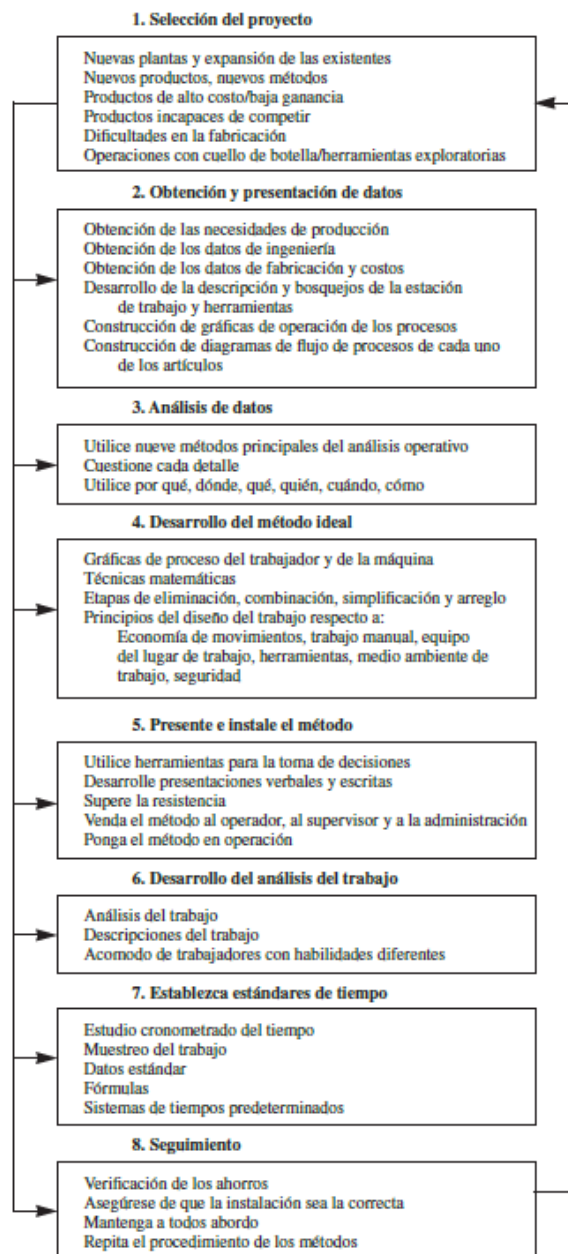 1. Selección del proyecto
Nuevas plantas y expansión de las existentes
Nuevos productos, nuevos métodos
Productos de alto costo/baja ganancia
Productos incapaces de competir
Dificultades en la fabricación
Operaciones con cuello de botella/herramientas exploratorias
2. Obtención y presentación de datos
Obtención de las necesidades de producción
Obtención de los datos de ingeniería
Obtención de los datos de fabricación y costos
Desarrollo de la descripción y bosquejos de la estación
de trabajo y herramientas
Construcción de gráficas de operación de los procesos
Construcción de diagramas de flujo de procesos de cada uno
de los artículos
3. Análisis de datos
Utilice nueve métodos principales del análisis operativo
Cuestione cada detalle
Utilice por qué, dónde, qué, quién, cuándo, cómo
4. Desarrollo del método ideal
Gráficas de proceso del trabajador y de la máquina
Técnicas matemáticas
Etapas de eliminación, combinación, simplificación y arreglo
Principios del diseño del trabajo respecto a:
Economía de movimientos, trabajo manual, equipo
del lugar de trabajo, herramientas, medio ambiente de
trabajo, seguridad
5. Presente e instale el método
Utilice herramientas para la toma de decisiones
Desarrolle presentaciones verbales y escritas
Supere la resistencia
Venda el método al operador, al supervisor y a la administración
Ponga el método en operación
6. Desarrollo del análisis del trabajo
Análisis del trabajo
Descripciones del trabajo
Acomodo de trabajadores con habilidades diferentes
7. Establezca estándares de tiempo
Estudio cronometrado del tiempo
Muestreo del trabajo
Datos estándar
Fórmulas
Sistemas de tiempos predeterminados
8. Seguimiento
Verificación de los ahorros
Asegúrese de que la instalación sea la correcta
Mantenga a todos abordo
Repita el procedimiento de los métodos